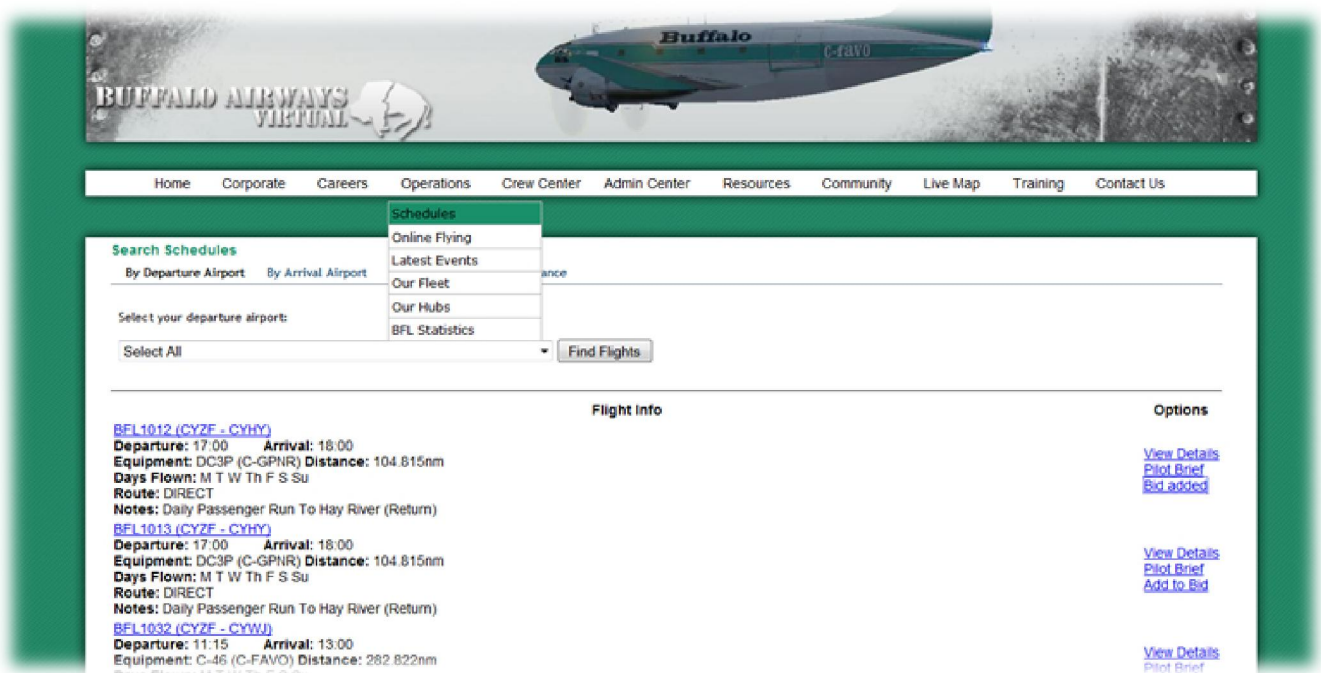 Buffalo
C-FAVO
BUFFALO AIRWAYS
VIRTUAL
Home Corporate Careers Operations Crew Center Admin Center Resources Community Live Map Training Contact Us
Schedules
Online Flying
Latest Events
Our Fleet
Our Hubs
BFL Statistics
Search Schedules
By Departure Airport By Arrival Airport ance
Select your departure airport:
Select All Find Flights
Flight Info Options
BFL1012 (CYZF - CYHY)
Departure: 17:00 Arrival: 18:00
Equipment: DC3P (C-GPNR) Distance: 104.815nm
Days Flown: M T W Th F S Su
Route: DIRECT
Notes: Daily Passenger Run To Hay River (Return)
View Details
Pilot Brief
Bid added
BFL1013 (CYZF - CYHY)
Departure: 17:00 Arrival: 18:00
Equipment: DC3P (C-GPNR) Distance: 104.815nm
Days Flown: M T W Th F S Su
Route: DIRECT
Notes: Daily Passenger Run To Hay River (Return)
View Details
Pilot Brief
Add to Bid
BFL1032 (CYZF - CYWJ)
Departure: 11:15 Arrival: 13:00
Equipment: C-46 (C-FAVO) Distance: 282.822nm
View Details
Pilot Brief